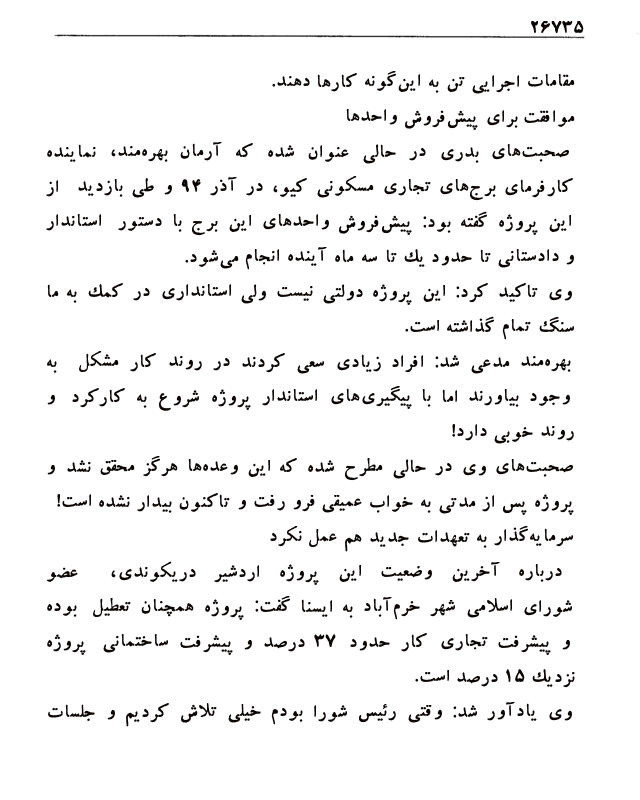 ۲۶۷۳۵
مقامات اجرایی تن به این‌گونه کارها دهند.
موافقت برای پیش‌فروش واحدها
صحبت‌های بدری در حالی عنوان شده که آرمان بهره‌مند، نماینده
کارفرمای برج‌های تجاری مسکونی کیو، در آذر ۹۴ و طی بازدید از
این پروژه گفته بود: پیش‌فروش واحدهای این برج با دستور استاندار
و دادستانی تا حدود یك تا سه ماه آینده انجام می‌شود.
وی تاکید کرد: این پروژه دولتی نیست ولی استانداری در کمك به ما
سنگ تمام گذاشته است.
بهره‌مند مدعی شد: افراد زیادی سعی کردند در روند کار مشکل به
وجود بیاورند اما با پیگیری‌های استاندار پروژه شروع به کارکرد و
روند خوبی دارد!
صحبت‌های وی در حالی مطرح شده که این وعده‌ها هرگز محقق نشد و
پروژه پس از مدتی به خواب عمیقی فرو رفت و تاکنون بیدار نشده است!
سرمایه‌گذار به تعهدات جدید هم عمل نکرد
درباره آخرین وضعیت این پروژه اردشیر دریکوندی، عضو
شورای اسلامی شهر خرم‌آباد به ایسنا گفت: پروژه همچنان تعطیل بوده
و پیشرفت تجاری کار حدود ۳۷ درصد و پیشرفت ساختمانی پروژه
نزدیك ۱۵ درصد است.
وی یادآور شد: وقتی رئیس شورا بودم خیلی تلاش کردیم و جلسات